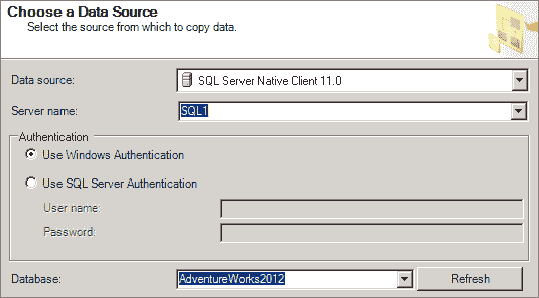 Choose a Data Source
Select the source from which to copy data.
Data source: SQL Server Native Client 11.0
Server name: SQL1
Authentication
Use Windows Authentication
Use SQL Server Authentication
User name:
Password:
Database: AdventureWorks2012 Refresh